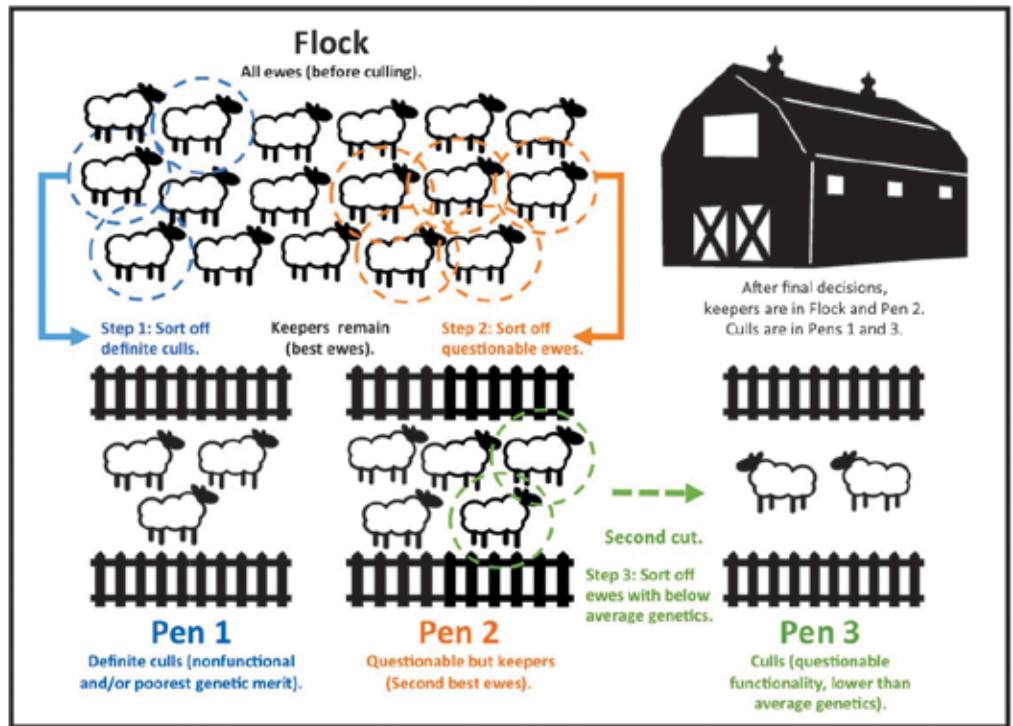 Flock
All ewes (before culling).
After final decisions,
keepers are in Flock and Pen 2.
Culls are in Pens 1 and 3.
Step 1: Sort off
definite culls.
Keepers remain
(best ewes).
Step 2: Sort off
questionable ewes.
Second cut.
Step 3: Sort off
ewes with below
average genetics.
Pen 1
Definite culls (nonfunctional
and/or poorest genetic merit).
Pen 2
Questionable but keepers
(Second best ewes).
Pen 3
Culls (questionable
functionality, lower than
average genetics).